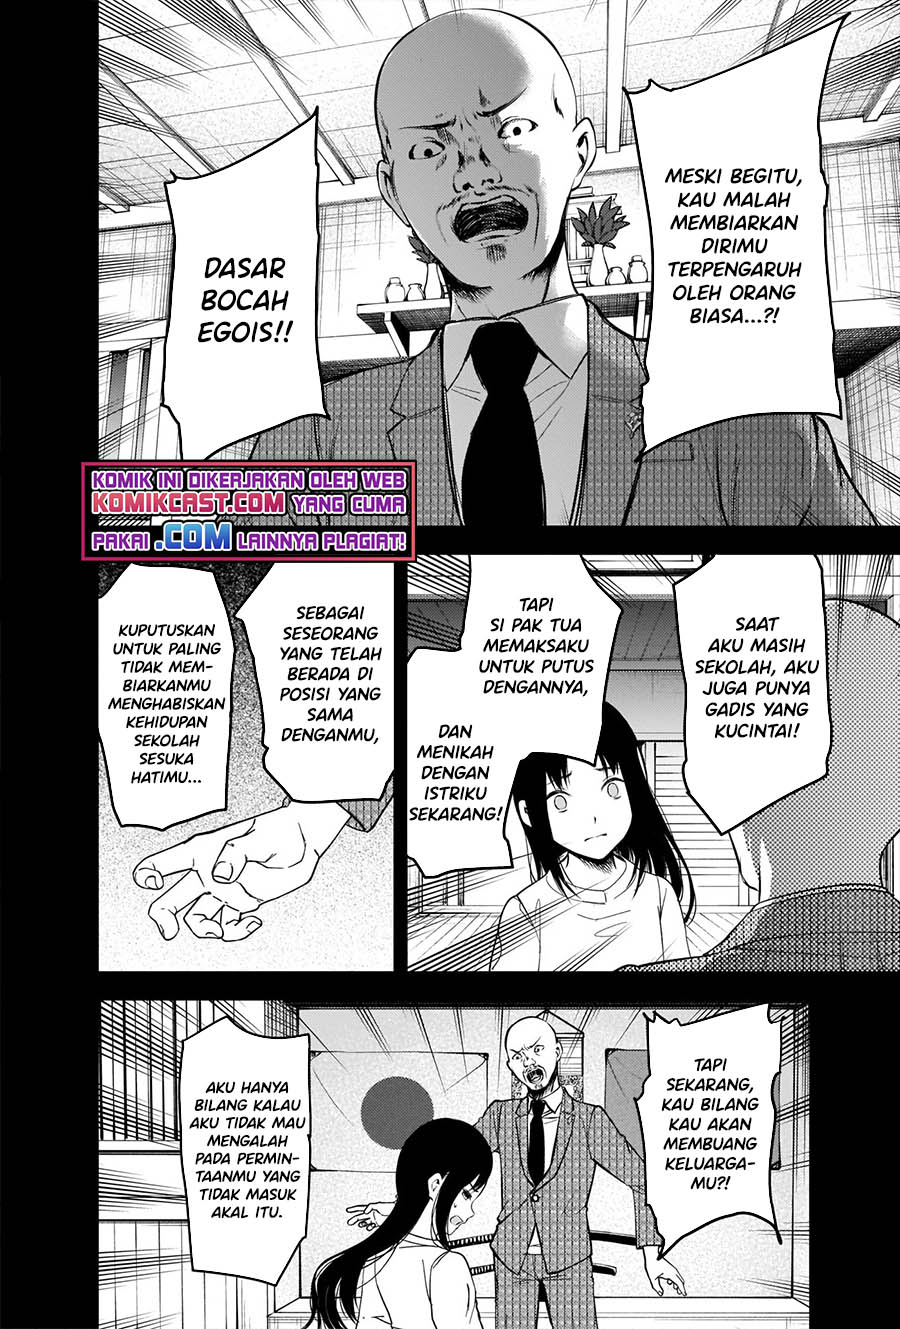 MESKI BEGITU,
KAU MALAH
MEMBIARKAN
DIRIMU
TERPENGARUH
OLEH ORANG
BIASA...?!
DASAR
BOCAH
EGOIS!!
KOMIK INI DIKERJAKAN OLEH WEB
KOMIKCAST.COM YANG CUMA
PAKAI .COM LAINNYA PLAGIAT!
SAAT
AKU MASIH
SEKOLAH, AKU
JUGA PUNYA
GADIS YANG
KUCINTAI!
TAPI
SI PAK TUA
MEMAKSAKU
UNTUK PUTUS
DENGANNYA,
DAN
MENIKAH
DENGAN
ISTRIKU
SEKARANG!
SEBAGAI
SESEORANG
YANG TELAH
BERADA DI
POSISI YANG
SAMA
DENGANMU,
KUPUTUSKAN
UNTUK PALING
TIDAK MEM-
BIARKANMU
MENGHABISKAN
KEHIDUPAN
SEKOLAH
SESUKA
HATIMU...
TAPI
SEKARANG,
KAU BILANG
KAU AKAN
MEMBUANG
KELUARGA-
MU?!
AKU HANYA
BILANG KALAU
AKU TIDAK MAU
MENGALAH
PADA PERMIN-
TAANMU YANG
TIDAK MASUK
AKAL ITU.